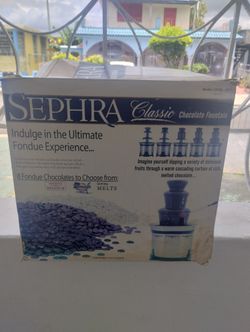 SEPHRA Classic Chocolate Fountain
Indulge in the Ultimate
Fondue Experience...
Imagine yourself dipping a variety of delicious
fruits through a warm cascading curtain of rich
melted chocolate...
8 Fondue Chocolates to Choose from:
MELTS